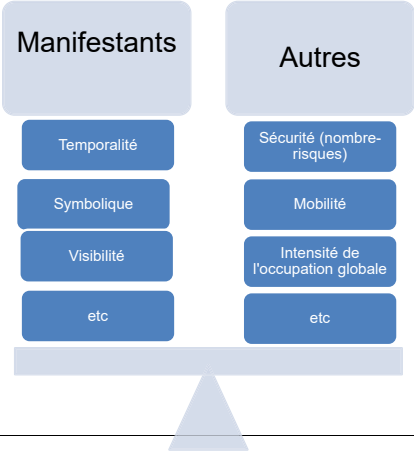 Manifestants
Temporalité
Symbolique
Visibilité
etc
Autres
Sécurité (nombre-
risques)
Mobilité
Intensité de
l'occupation globale
etc